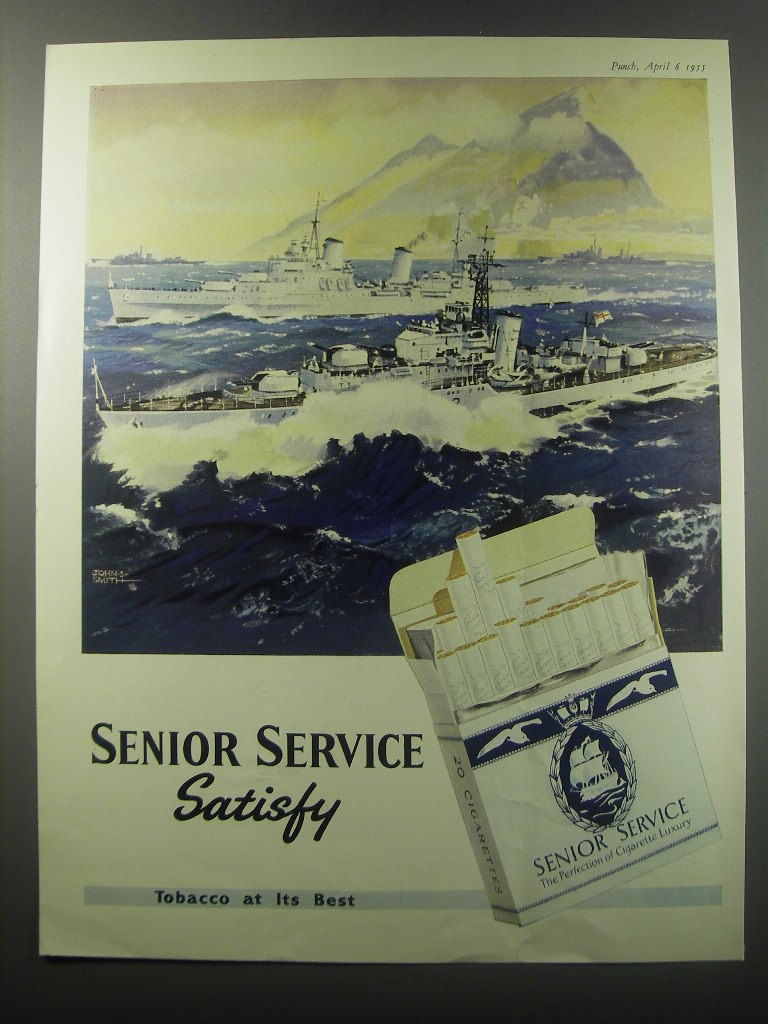 Punch, April 6 1955
JOHN·S·
SMITH
SENIOR SERVICE
Satisfy
Tobacco at Its Best
20 CIGARETTES
SENIOR SERVICE
The Perfection of Cigarette Luxury